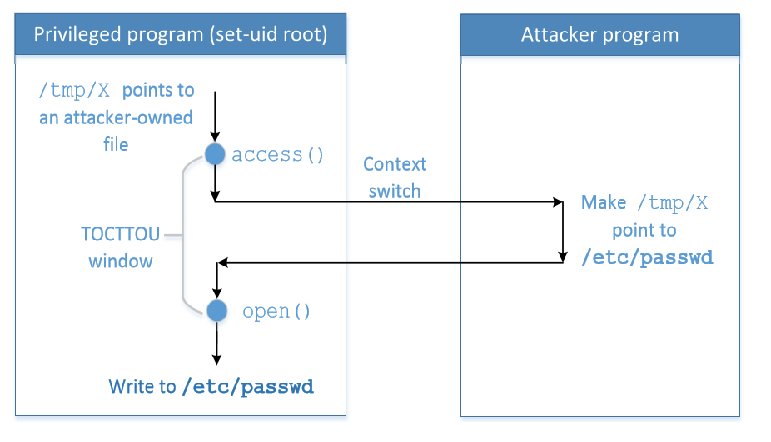 Privileged program (set-uid root)
Attacker program
/tmp/X points to
an attacker-owned
file
access()
Context
switch
Make /tmp/X
point to
/etc/passwd
TOCTTOU
window
open()
Write to /etc/passwd